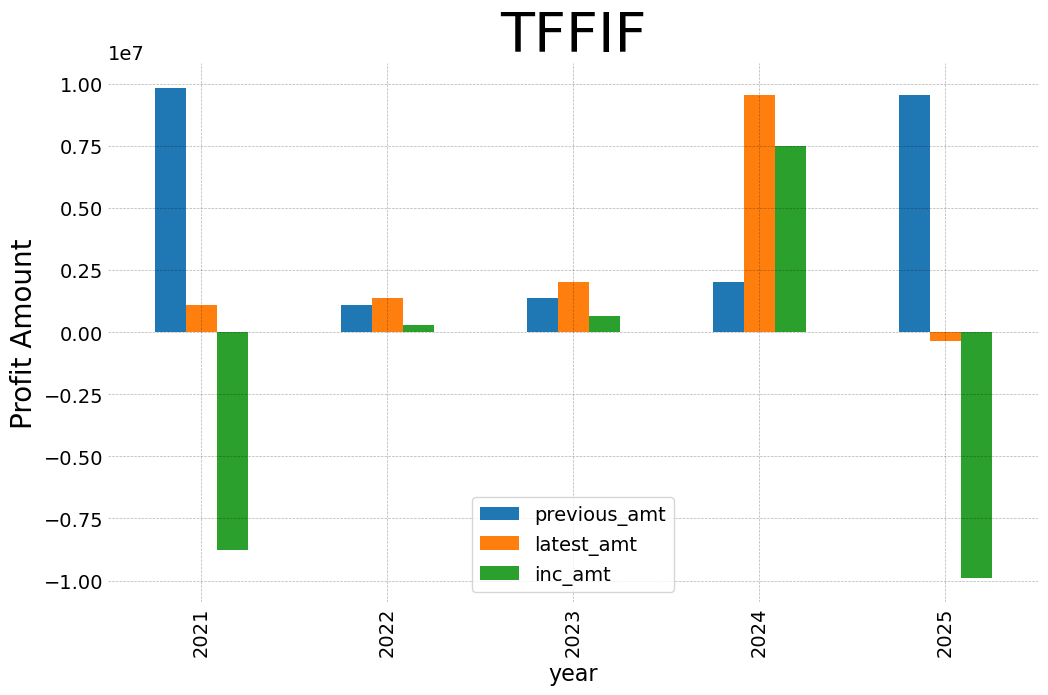 TFFIF
1e7
1.00
0.75
0.50
0.25
0.00
−0.25
−0.50
−0.75
−1.00
Profit Amount
previous_amt
latest_amt
inc_amt
2021
2022
2023
2024
2025
year